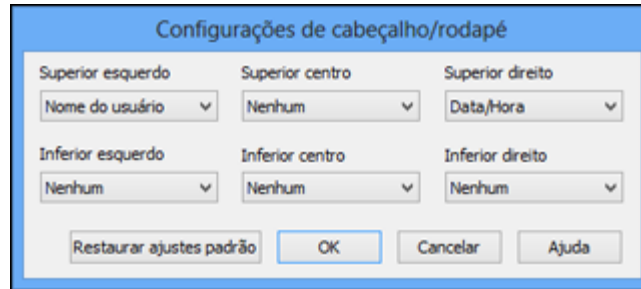 Configurações de cabeçalho/rodapé
Superior esquerdo Superior centro Superior direito
Nome do usuário Nenhum Data/Hora
Inferior esquerdo Inferior centro Inferior direito
Nenhum Nenhum Nenhum
Restaurar ajustes padrão OK Cancelar Ajuda